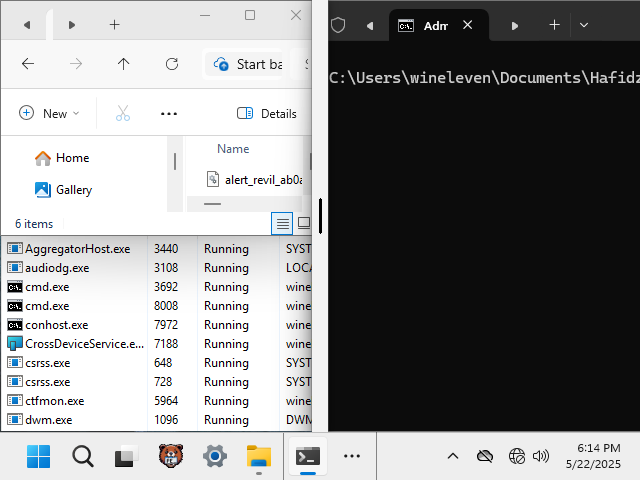 Adm
Start ba
C:\Users\wineleven\Documents\Hafidz
New
Details
Home
Name
Gallery
alert_revil_ab0a
6 items
AggregatorHost.exe 3440 Running SYST
audiodg.exe 3108 Running LOCA
cmd.exe 3692 Running wine
cmd.exe 8008 Running wine
conhost.exe 7972 Running wine
CrossDeviceService.e... 7188 Running wine
csrss.exe 648 Running SYST
csrss.exe 728 Running SYST
ctfmon.exe 5964 Running wine
dwm.exe 1096 Running DWM
6:14 PM
5/22/2025